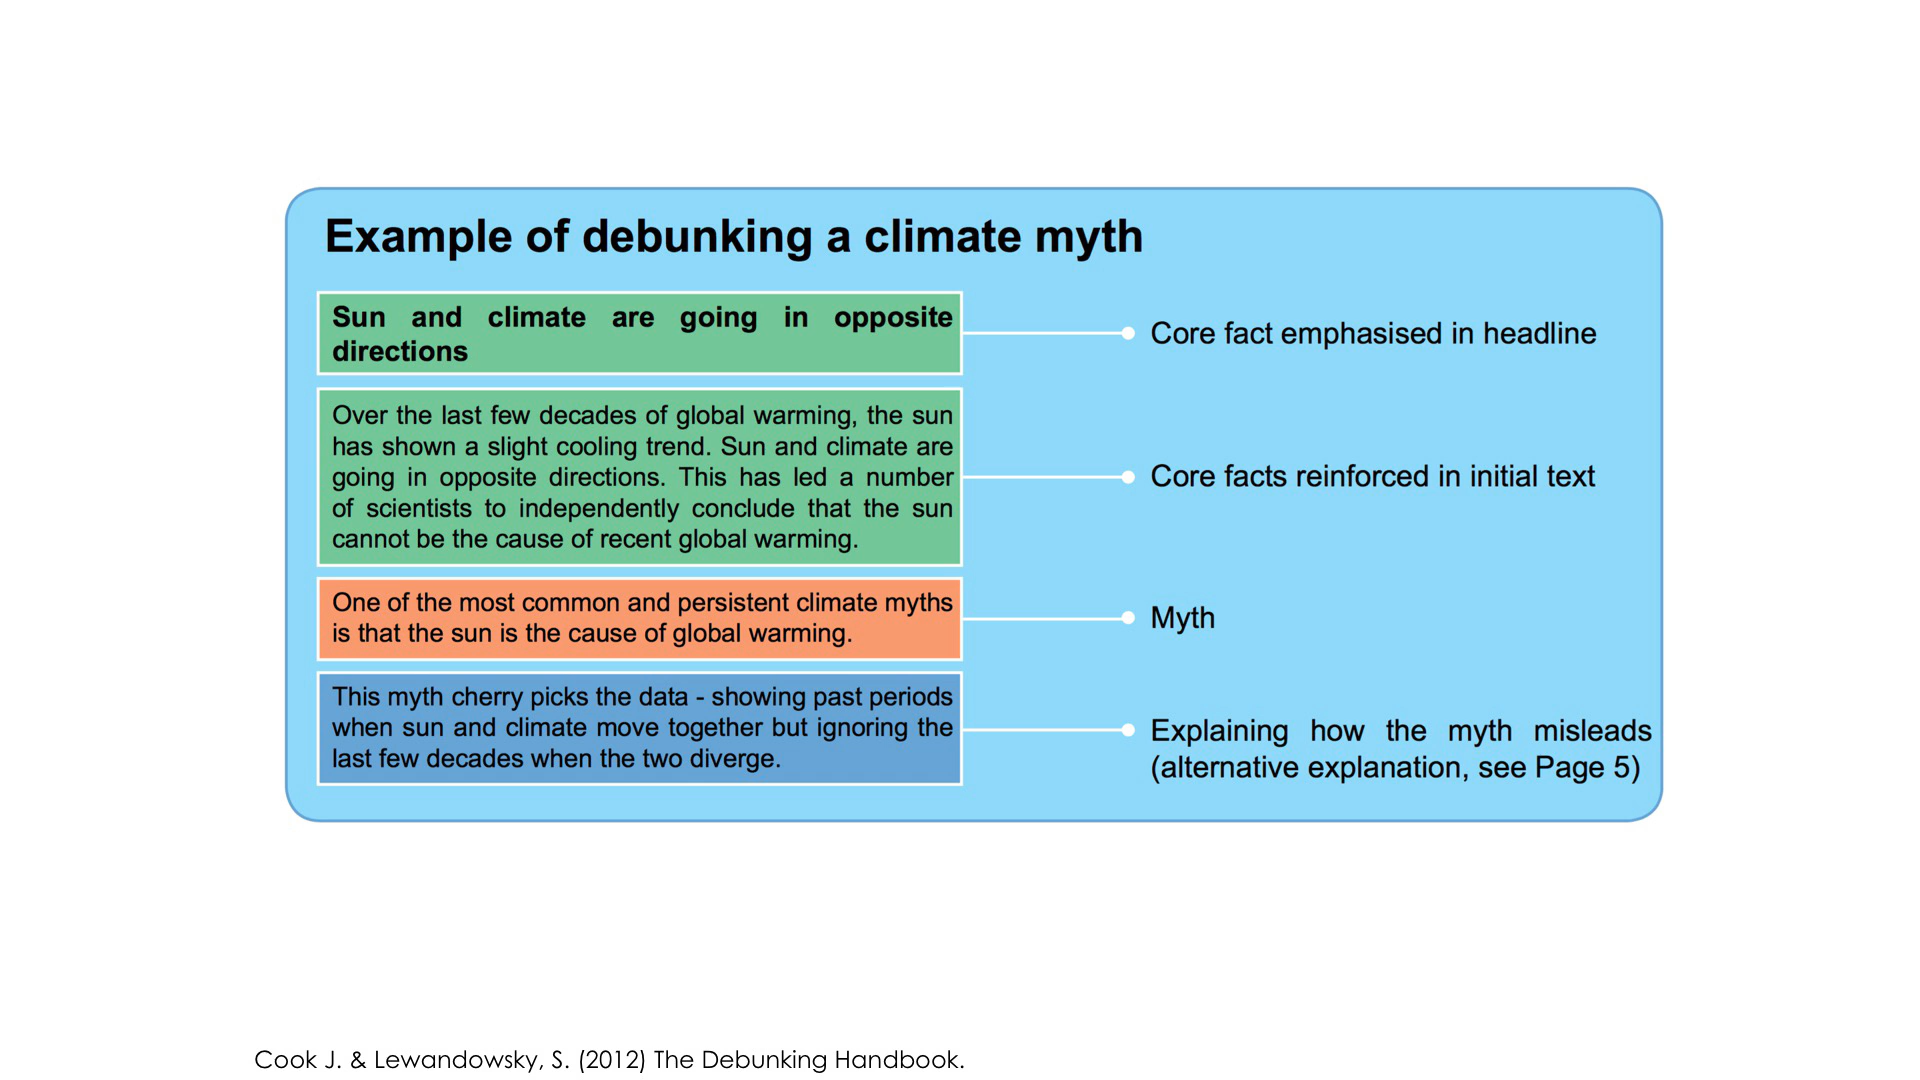 Example of debunking a climate myth
Sun and climate are going in opposite
directions
Core fact emphasised in headline
Over the last few decades of global warming, the sun
has shown a slight cooling trend. Sun and climate are
going in opposite directions. This has led a number
of scientists to independently conclude that the sun
cannot be the cause of recent global warming.
Core facts reinforced in initial text
One of the most common and persistent climate myths
is that the sun is the cause of global warming.
Myth
This myth cherry picks the data - showing past periods
when sun and climate move together but ignoring the
last few decades when the two diverge.
Explaining how the myth misleads
(alternative explanation, see Page 5)
Cook J. & Lewandowsky, S. (2012) The Debunking Handbook.